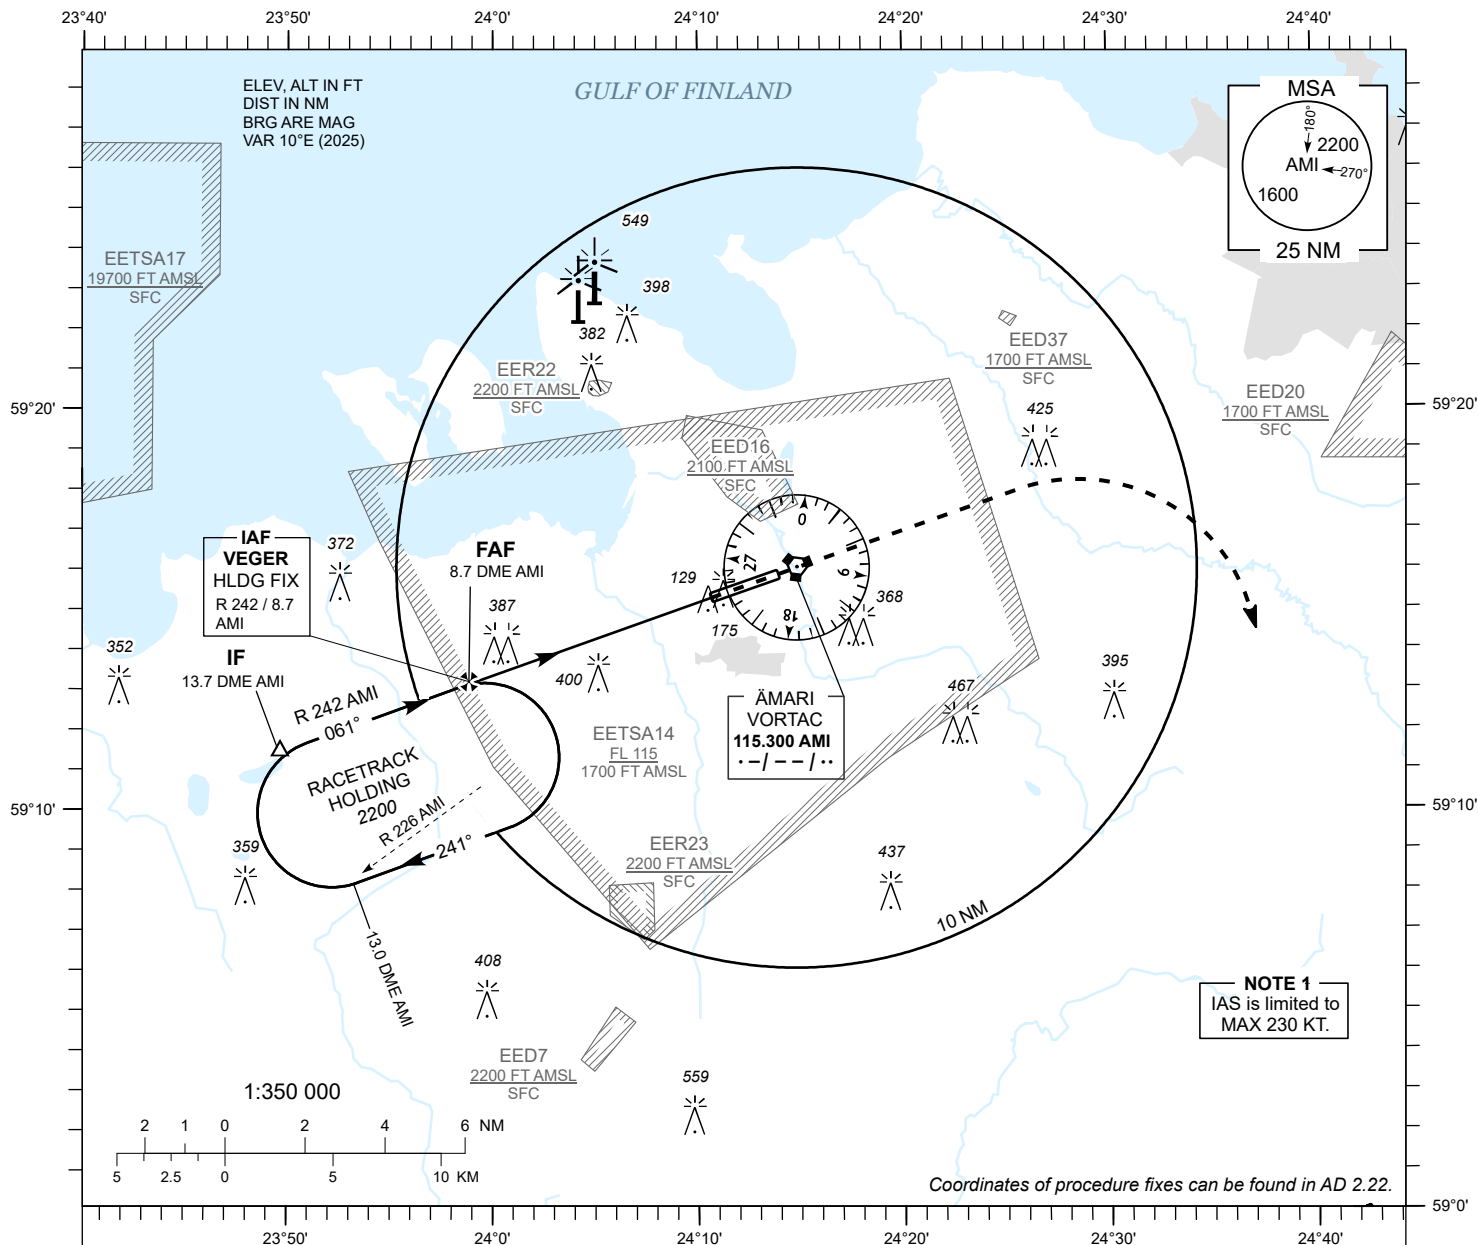 23°40'
23°50'
24°0'
24°10'
24°20'
24°30'
24°40'
ELEV, ALT IN FT
DIST IN NM
BRG ARE MAG
VAR 10°E (2025)
GULF OF FINLAND
MSA
180°
2200
AMI
270°
1600
25 NM
EETSA17
19700 FT AMSL
SFC
549
398
382
EER22
2200 FT AMSL
SFC
EED37
1700 FT AMSL
SFC
425
EED20
1700 FT AMSL
SFC
59°20'
59°20'
EED16
2100 FT AMSL
SFC
0
9
18
27
IAF
VEGER
HLDG FIX
R 242 / 8.7
AMI
372
FAF
8.7 DME AMI
129
175
387
368
352
IF
13.7 DME AMI
400
395
467
R 242 AMI
061°
ÄMARI
VORTAC
115.300 AMI
· –/ – –/ ··
EETSA14
FL 115
1700 FT AMSL
RACETRACK
HOLDING
2200
R 226 AMI
241°
59°10'
59°10'
359
EER23
2200 FT AMSL
SFC
437
10 NM
13.0 DME AMI
408
NOTE 1
IAS is limited to
MAX 230 KT.
EED7
2200 FT AMSL
SFC
559
1:350 000
2 1 0 2 4 6 NM
5 2.5 0 5 10 KM
Coordinates of procedure fixes can be found in AD 2.22.
59°0'
23°50'
24°0'
24°10'
24°20'
24°30'
24°40'